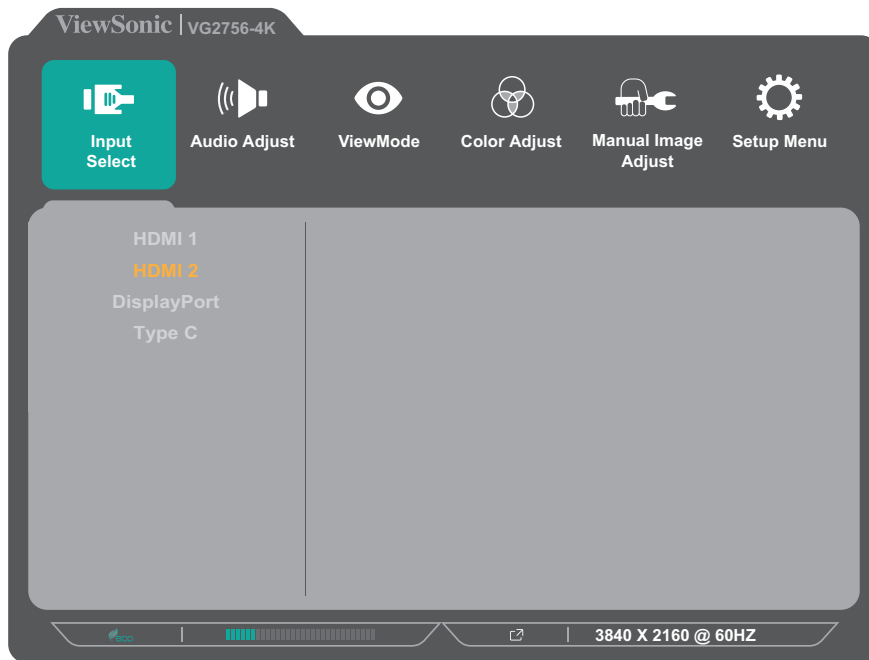 ViewSonic VG2756-4K
Input
Select
Audio Adjust
ViewMode
Color Adjust
Manual Image
Adjust
Setup Menu
HDMI 1
HDMI 2
DisplayPort
Type C
eco
3840 X 2160 @ 60HZ